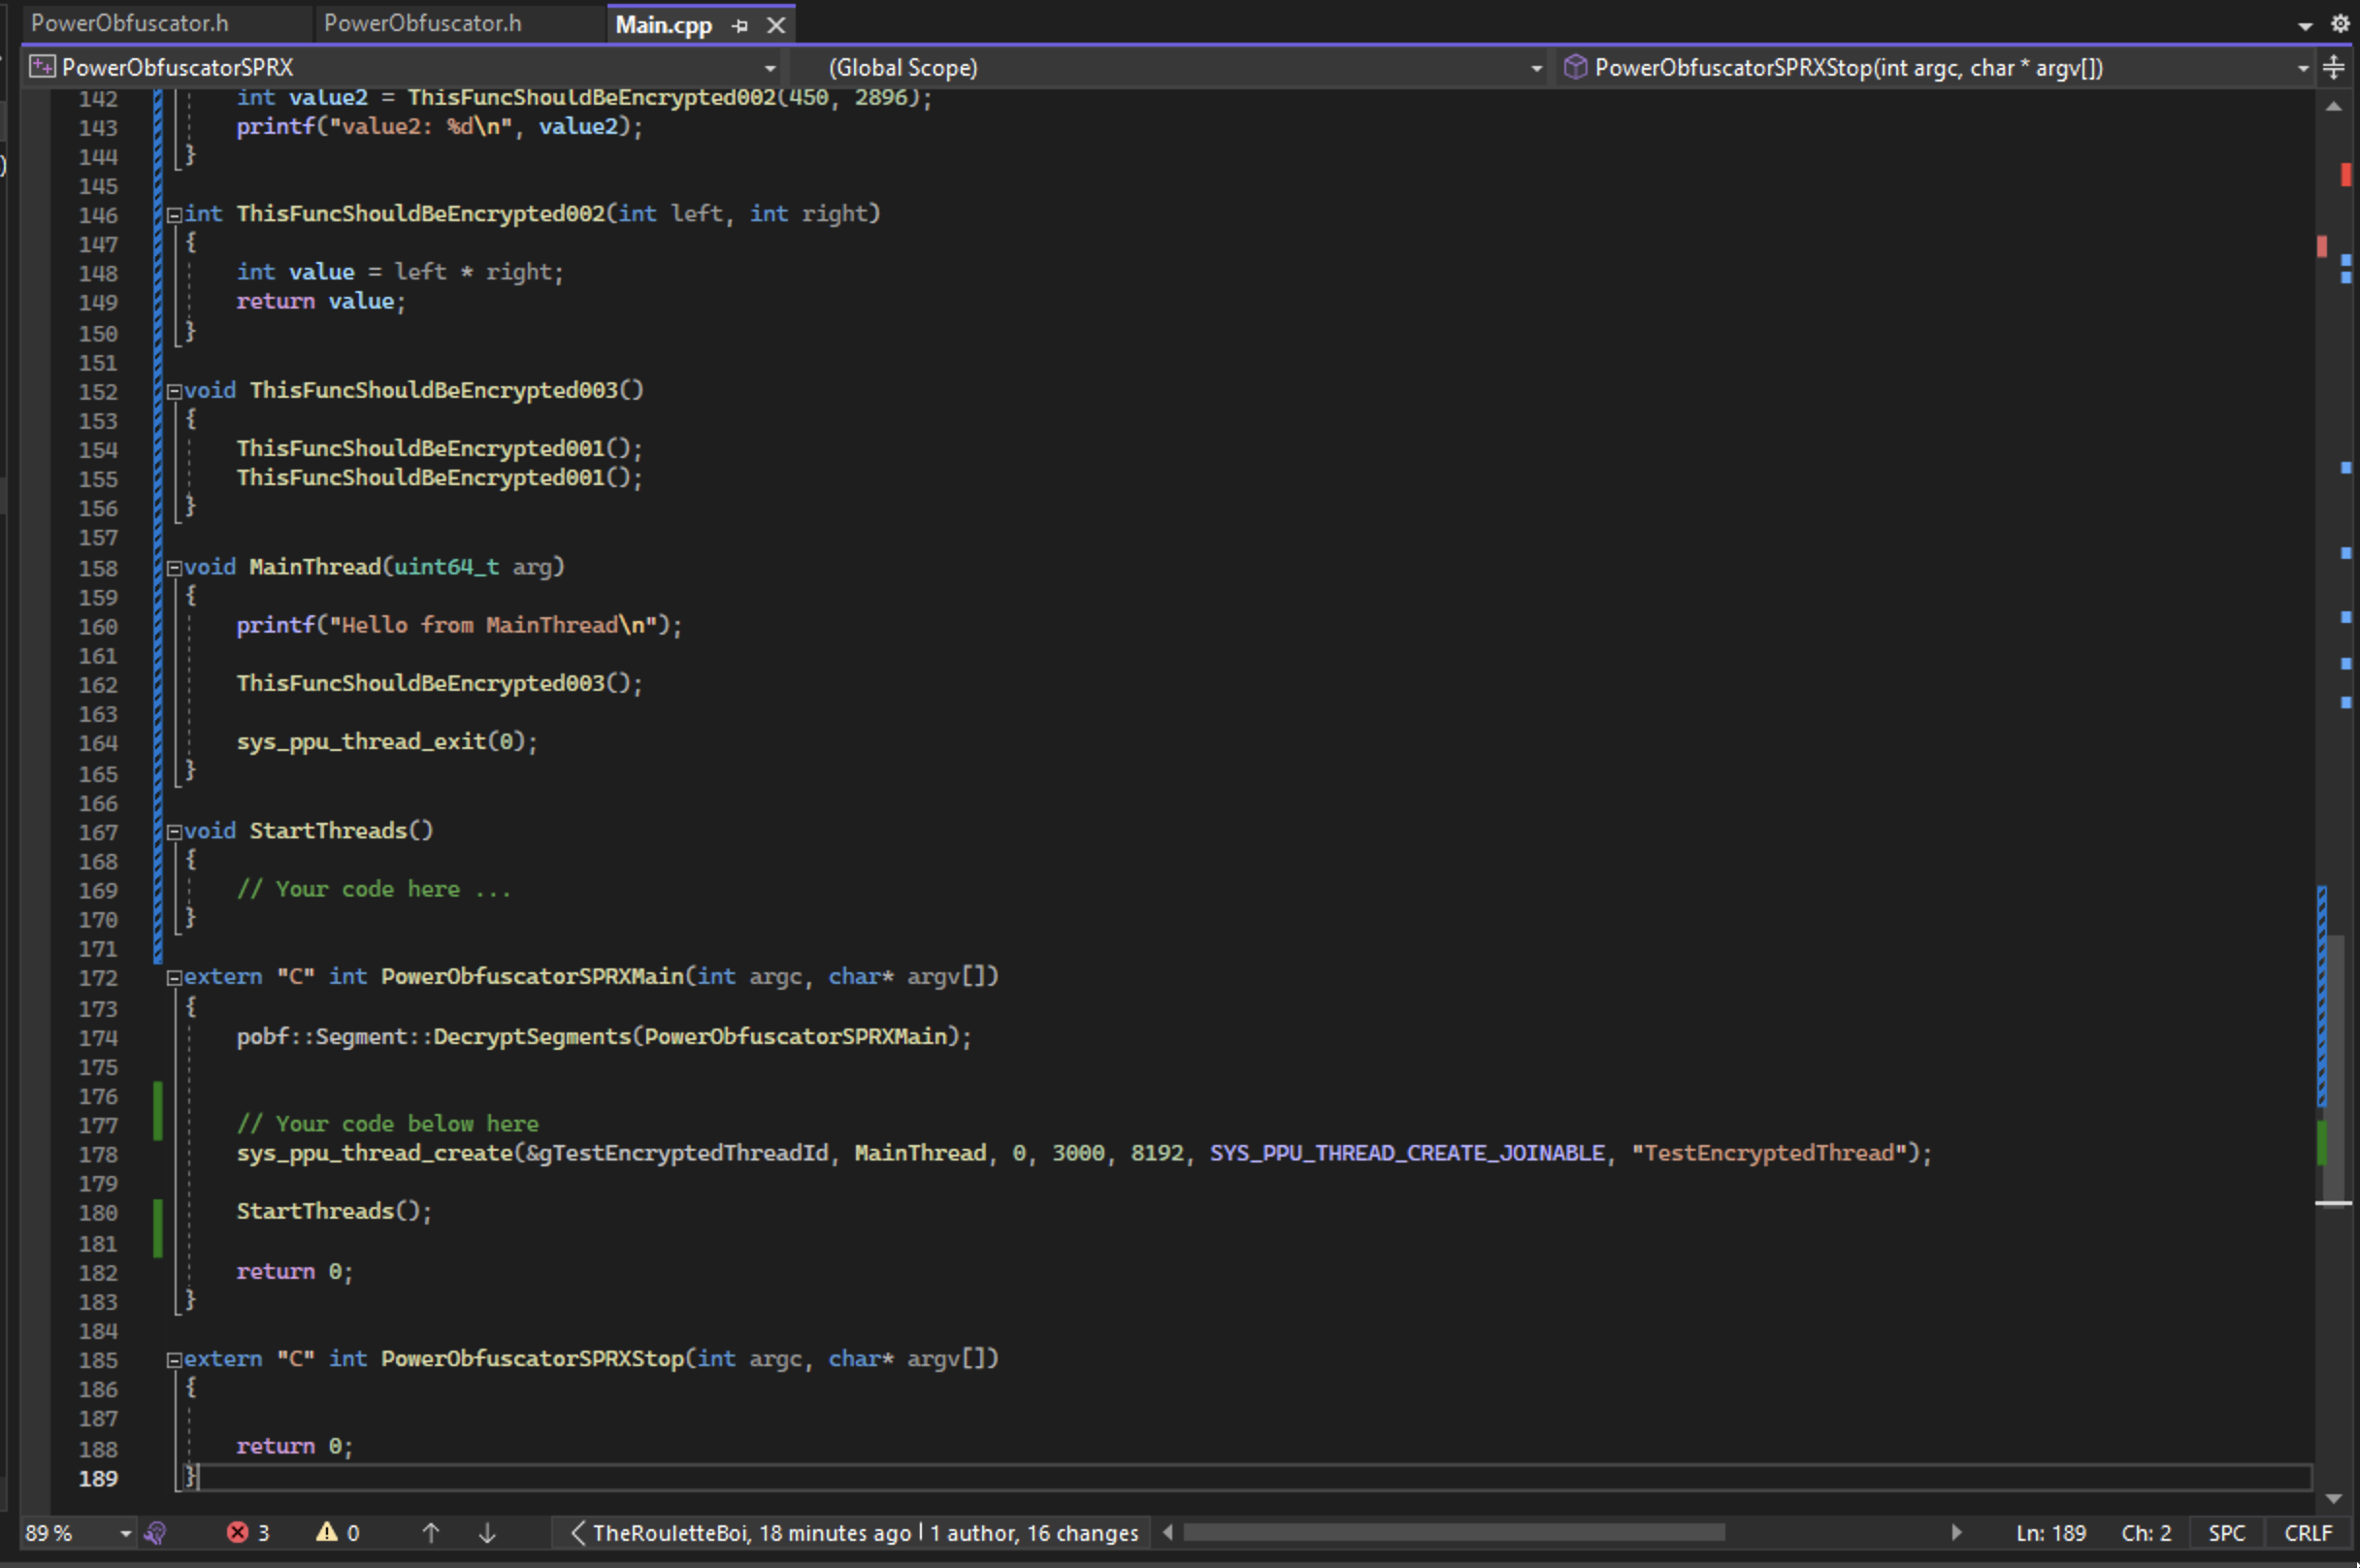 PowerObfuscator.h PowerObfuscator.h Main.cpp
PowerObfuscatorSPRX (Global Scope) PowerObfuscatorSPRXStop(int argc, char * argv[])
142 int value2 = ThisFuncShouldBeEncrypted002(450, 2896);
143 printf("value2: %d\n", value2);
144 }
145
146 int ThisFuncShouldBeEncrypted002(int left, int right)
147 {
148 int value = left * right;
149 return value;
150 }
151
152 void ThisFuncShouldBeEncrypted003()
153 {
154 ThisFuncShouldBeEncrypted001();
155 ThisFuncShouldBeEncrypted001();
156 }
157
158 void MainThread(uint64_t arg)
159 {
160 printf("Hello from MainThread\n");
161
162 ThisFuncShouldBeEncrypted003();
163
164 sys_ppu_thread_exit(0);
165 }
166
167 void StartThreads()
168 {
169 // Your code here ...
170 }
171
172 extern "C" int PowerObfuscatorSPRXMain(int argc, char* argv[])
173 {
174 pobf::Segment::DecryptSegments(PowerObfuscatorSPRXMain);
175
176
177 // Your code below here
178 sys_ppu_thread_create(&gTestEncryptedThreadId, MainThread, 0, 3000, 8192, SYS_PPU_THREAD_CREATE_JOINABLE, "TestEncryptedThread");
179
180 StartThreads();
181
182 return 0;
183 }
184
185 extern "C" int PowerObfuscatorSPRXStop(int argc, char* argv[])
186 {
187
188 return 0;
189 }
89 % 3 0 TheRouletteBoi, 18 minutes ago | 1 author, 16 changes Ln: 189 Ch: 2 SPC CRLF